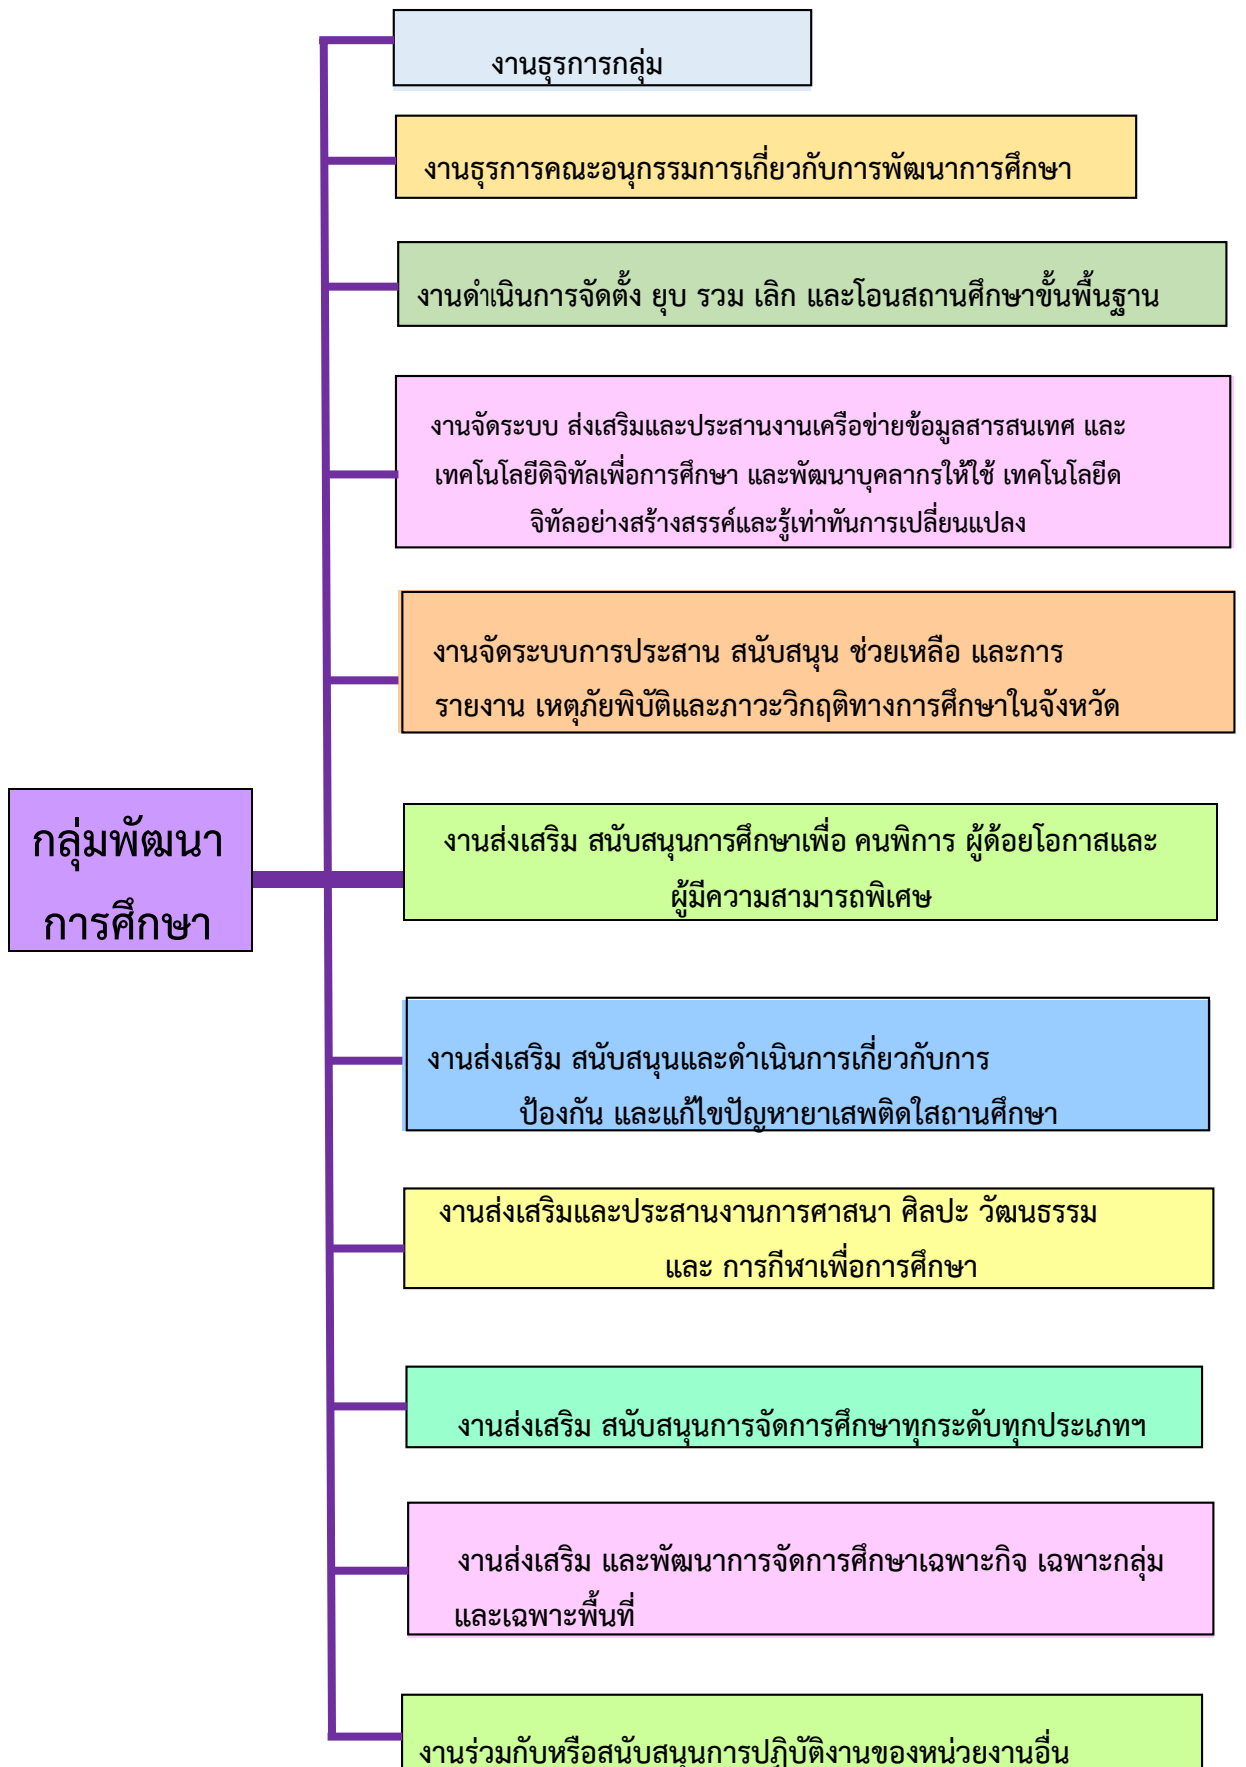 งานธุรการกลุ่ม
งานธุรการคณะอนุกรรมการเกี่ยวกับการพัฒนาการศึกษา
งานดำเนินการจัดตั้ง ยุบ รวม เลิก และโอนสถานศึกษาขั้นพื้นฐาน
งานจัดระบบ ส่งเสริมและประสานงานเครือข่ายข้อมูลสารสนเทศ และ
เทคโนโลยีดิจิทัลเพื่อการศึกษา และพัฒนาบุคลากรให้ใช้ เทคโนโลยีด
จิทัลอย่างสร้างสรรค์และรู้เท่าทันการเปลี่ยนแปลง
งานจัดระบบการประสาน สนับสนุน ช่วยเหลือ และการ
รายงาน เหตุภัยพิบัติและภาวะวิกฤติทางการศึกษาในจังหวัด
กลุ่มพัฒนา
การศึกษา
งานส่งเสริม สนับสนุนการศึกษาเพื่อ คนพิการ ผู้ด้อยโอกาสและ
ผู้มีความสามารถพิเศษ
งานส่งเสริม สนับสนุนและดำเนินการเกี่ยวกับการ
ป้องกัน และแก้ไขปัญหายาเสพติดใสถานศึกษา
งานส่งเสริมและประสานงานการศาสนา ศิลปะ วัฒนธรรม
และ การกีฬาเพื่อการศึกษา
งานส่งเสริม สนับสนุนการจัดการศึกษาทุกระดับทุกประเภทฯ
งานส่งเสริม และพัฒนาการจัดการศึกษาเฉพาะกิจ เฉพาะกลุ่ม
และเฉพาะพื้นที่
งานร่วมกับหรือสนับสนุนการปฏิบัติงานของหน่วยงานอื่น